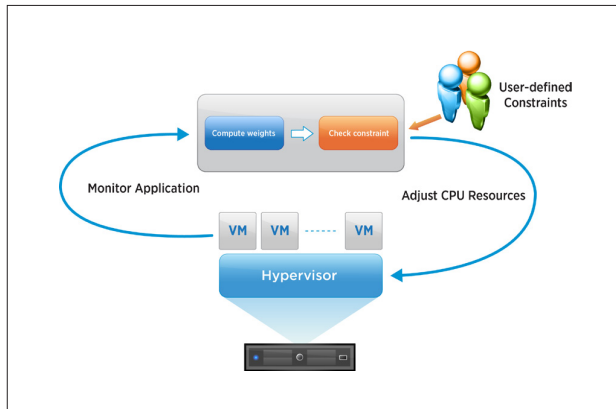 User-defined
Constraints
Compute weights
Check constraint
Monitor Application
Adjust CPU Resources
VM
VM
VM
Hypervisor